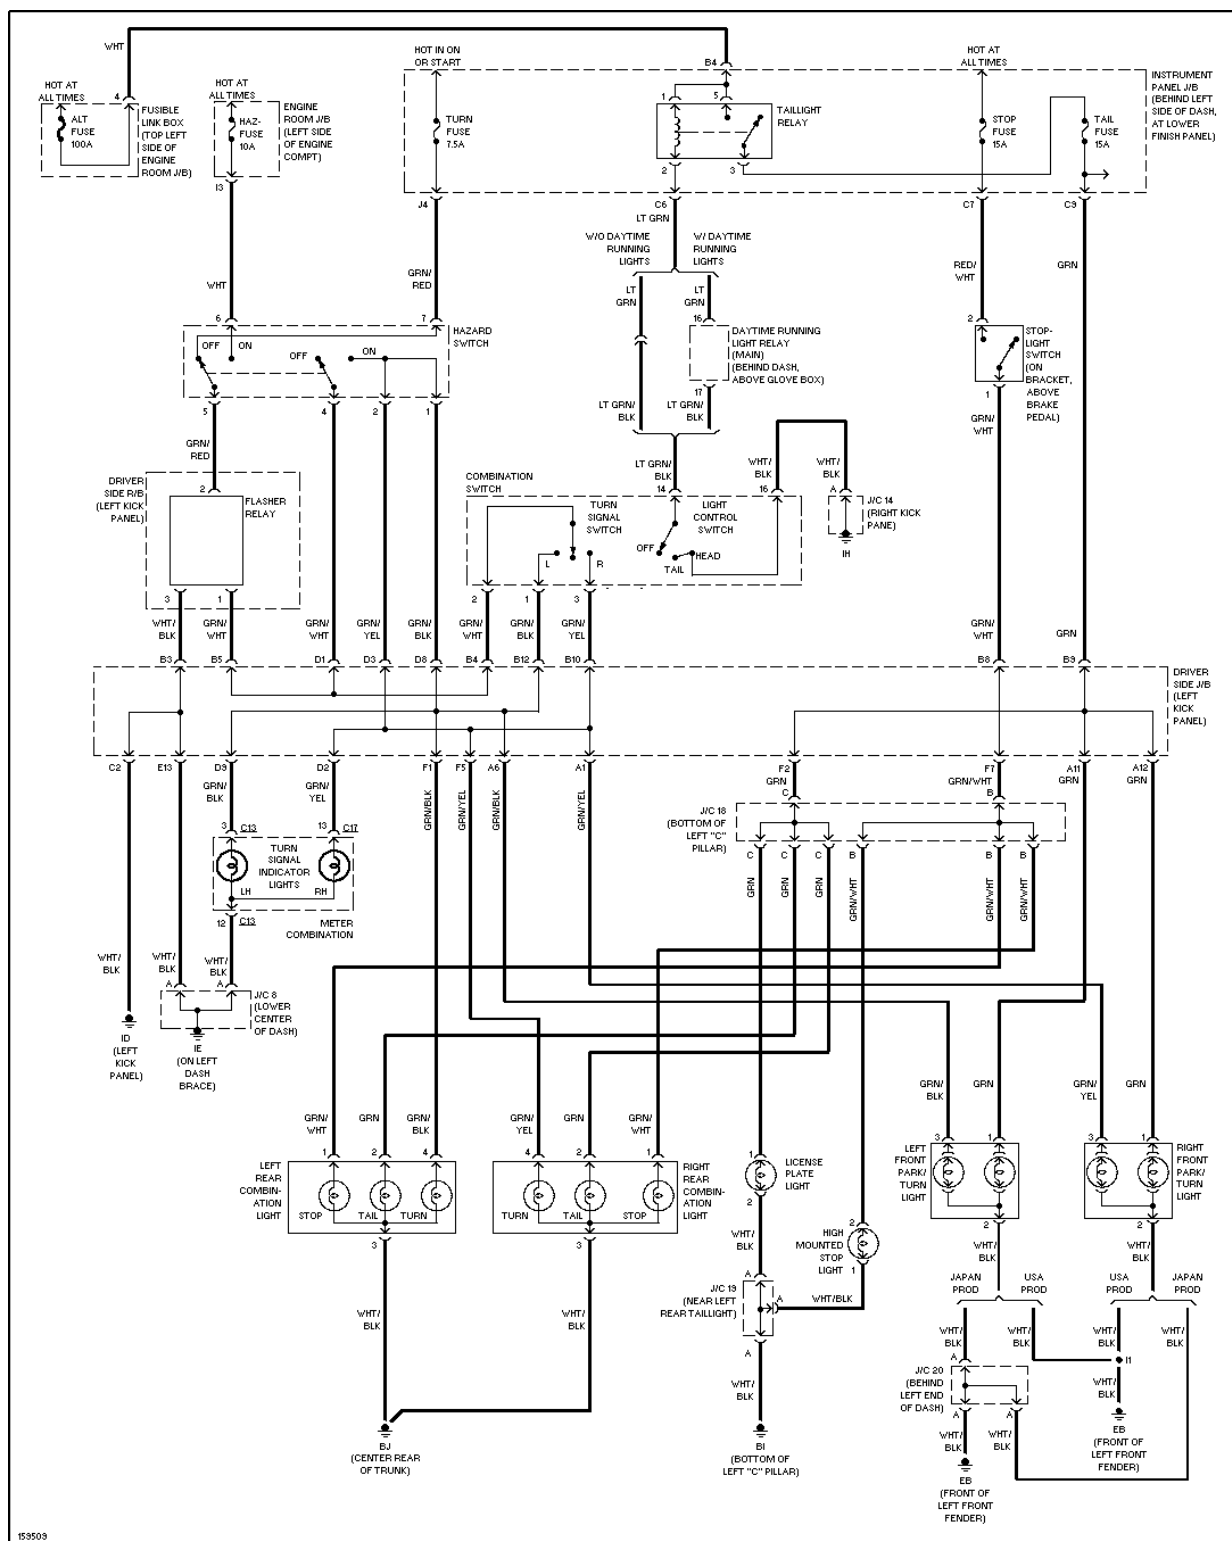 WHT
HOT AT
ALL TIMES
4
ALT
FUSE
100A
FUSIBLE
LINK BOX
(TOP LEFT
SIDE OF
ENGINE
ROOM J/B)
HOT AT
ALL TIMES
HAZ-
FUSE
10A
ENGINE
ROOM J/B
(LEFT SIDE
OF ENGINE
COMPT)
I3
HOT IN ON
OR START
TURN
FUSE
7.5A
J4
B4
1
5
TAILLIGHT
RELAY
2
3
C6
LT GRN
HOT AT
ALL TIMES
STOP
FUSE
15A
C7
TAIL
FUSE
15A
C9
INSTRUMENT
PANEL J/B
(BEHIND LEFT
SIDE OF DASH,
AT LOWER
FINISH PANEL)
WHT
GRN/
RED
W/O DAYTIME
RUNNING
LIGHTS
W/ DAYTIME
RUNNING
LIGHTS
LT
GRN
LT
GRN
RED/
WHT
GRN
6
7
HAZARD
SWITCH
OFF
ON
OFF
ON
5
4
2
1
16
DAYTIME RUNNING
LIGHT RELAY
(MAIN)
(BEHIND DASH,
ABOVE GLOVE BOX)
17
LT GRN/
BLK
LT GRN/
BLK
2
STOP-
LIGHT
SWITCH
(ON
BRACKET,
ABOVE
BRAKE
PEDAL)
1
GRN/
WHT
GRN/
RED
DRIVER
SIDE R/B
(LEFT KICK
PANEL)
2
FLASHER
RELAY
3
1
COMBINATION
SWITCH
LT GRN/
BLK
14
WHT/
BLK
16
WHT/
BLK
A
J/C 14
(RIGHT KICK
PANE)
IH
TURN
SIGNAL
SWITCH
LIGHT
CONTROL
SWITCH
L
R
OFF
TAIL
HEAD
2
1
3
WHT/
BLK
GRN/
WHT
GRN/
WHT
GRN/
YEL
GRN/
BLK
GRN/
WHT
GRN/
BLK
GRN/
YEL
GRN/
WHT
GRN
B3
B5
D1
D3
D8
B4
B12
B10
B8
B9
DRIVER
SIDE J/B
(LEFT
KICK
PANEL)
C2
E13
D9
D2
F1
F5
A6
A1
F2
F7
A11
A12
GRN/
BLK
GRN/
YEL
GRN/BLK
GRN/YEL
GRN/BLK
GRN/YEL
GRN
GRN/WHT
GRN
GRN
C
B
J/C 18
(BOTTOM OF
LEFT "C"
PILLAR)
C
C
C
B
B
B
GRN
GRN
GRN
GRN/WHT
GRN/WHT
GRN/WHT
3
C13
13
C17
TURN
SIGNAL
INDICATOR
LIGHTS
LH
RH
12
C13
METER
COMBINATION
WHT/
BLK
WHT/
BLK
WHT/
BLK
A
A
J/C 8
(LOWER
CENTER
OF DASH)
ID
(LEFT
KICK
PANEL)
IE
(ON LEFT
DASH
BRACE)
GRN/
WHT
GRN
GRN/
BLK
GRN/
YEL
GRN
GRN/
WHT
GRN/
BLK
GRN
GRN/
YEL
GRN
1
2
4
LEFT
REAR
COMBIN-
ATION
LIGHT
STOP
TAIL
TURN
3
4
2
1
RIGHT
REAR
COMBIN-
ATION
LIGHT
TURN
TAIL
STOP
3
1
LICENSE
PLATE
LIGHT
2
2
HIGH
MOUNTED
STOP
LIGHT
1
3
1
LEFT
FRONT
PARK/
TURN
LIGHT
2
3
1
RIGHT
FRONT
PARK/
TURN
LIGHT
2
WHT/
BLK
WHT/
BLK
WHT/
BLK
A
J/C 19
(NEAR LEFT
REAR TAILLIGHT)
A
WHT/BLK
A
WHT/
BLK
WHT/
BLK
WHT/
BLK
JAPAN
PROD
USA
PROD
USA
PROD
JAPAN
PROD
WHT/
BLK
WHT/
BLK
WHT/
BLK
WHT/
BLK
A
J/C 20
(BEHIND
LEFT END
OF DASH)
A
A
I1
WHT/
BLK
WHT/
BLK
WHT/
BLK
BJ
(CENTER REAR
OF TRUNK)
BI
(BOTTOM OF
LEFT "C" PILLAR)
EB
(FRONT OF
LEFT FRONT
FENDER)
EB
(FRONT OF
LEFT FRONT
FENDER)
159509